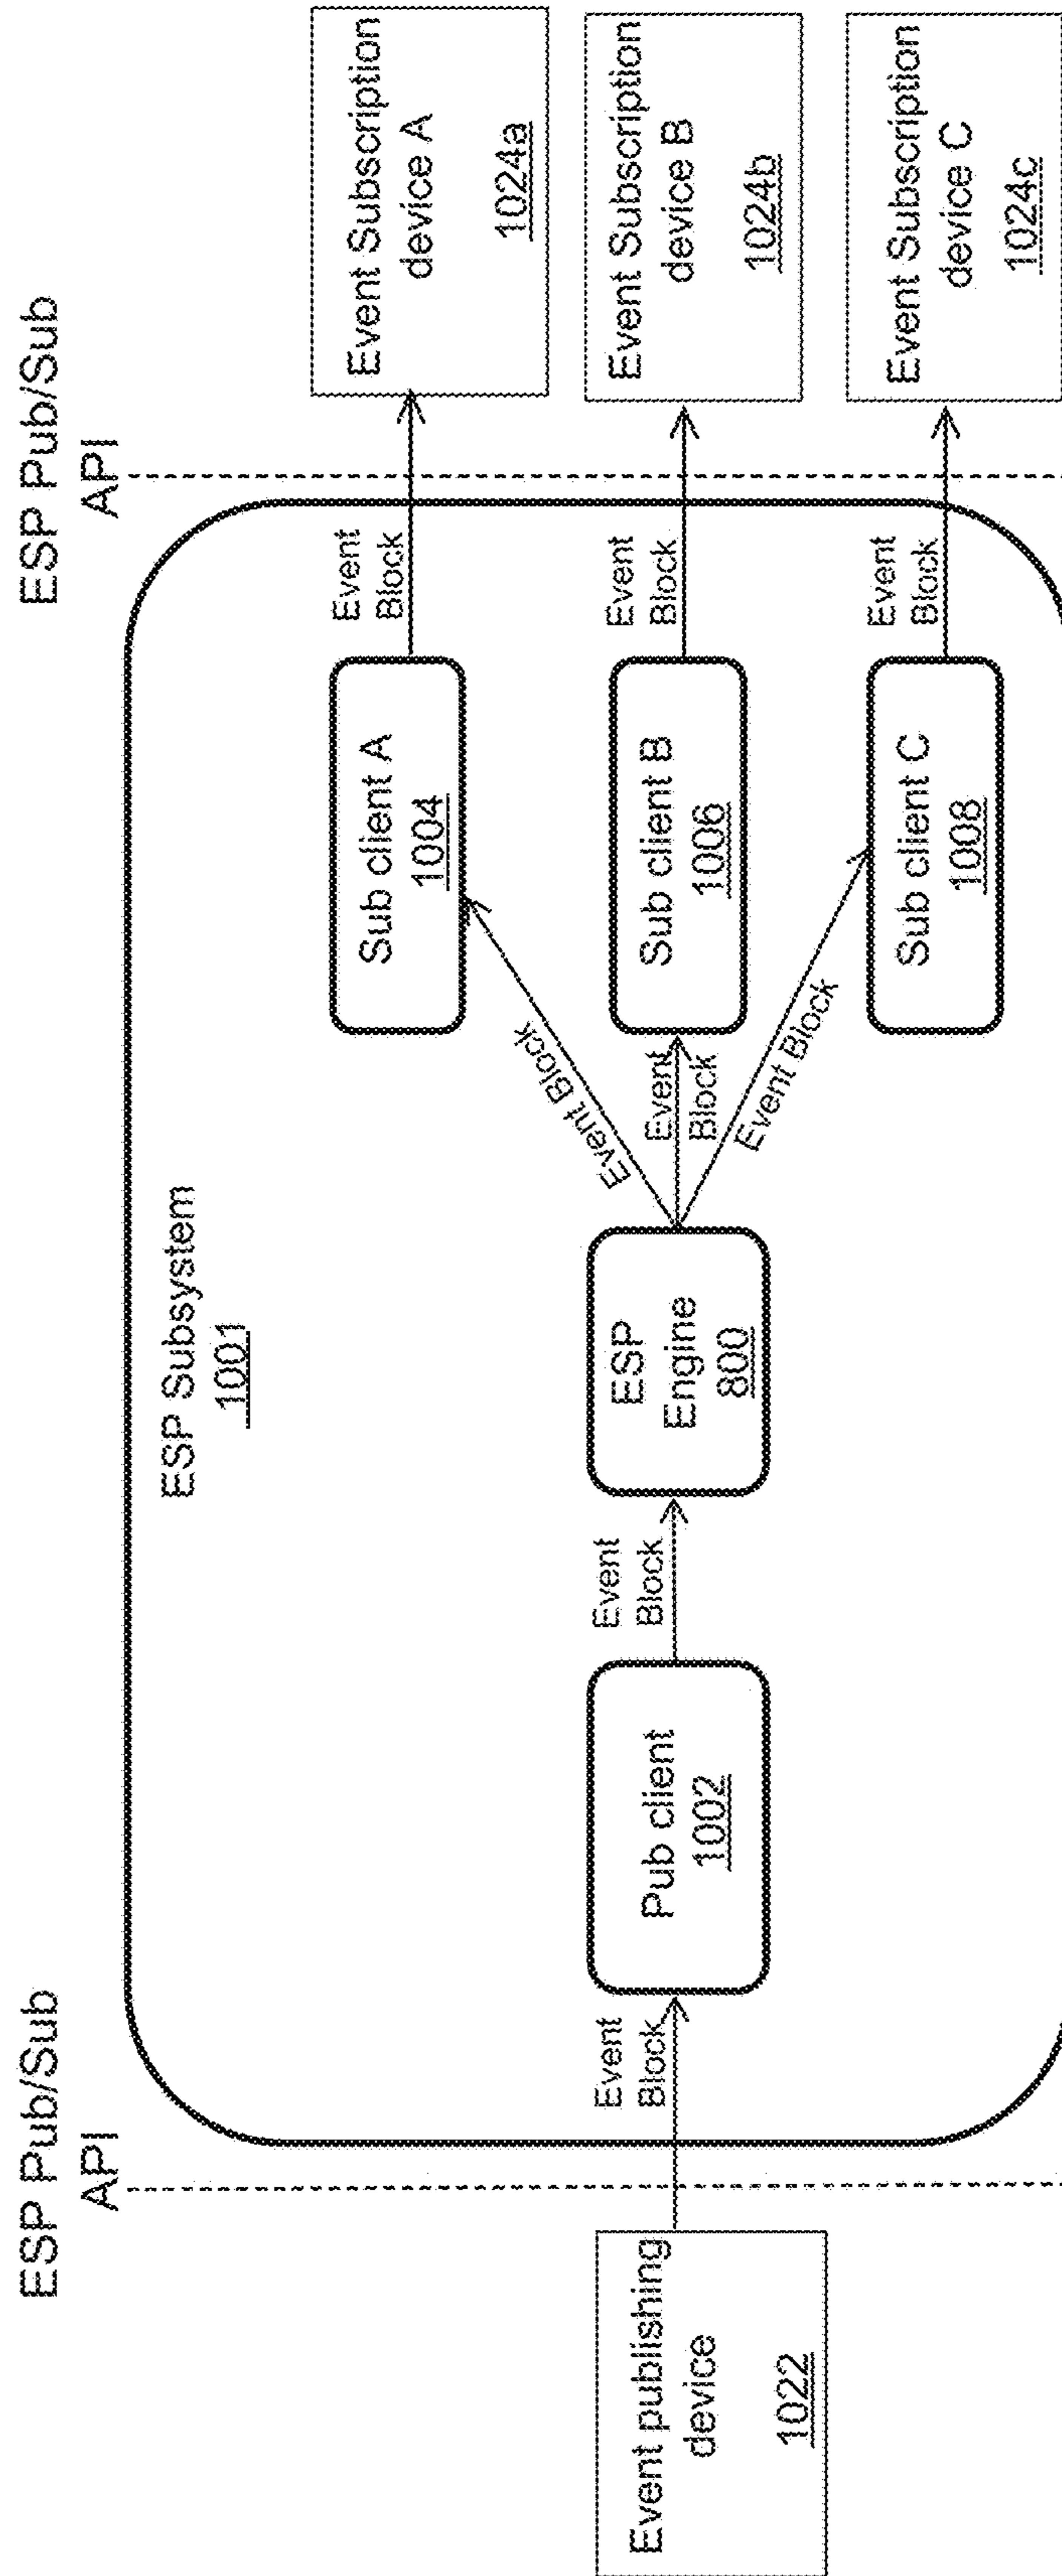 ESP Pub/Sub
API
ESP Pub/Sub
API
ESP Subsystem
1001
Event publishing
device
1022
Event
Block
Pub client
1002
Event
Block
ESP
Engine
800
Event Block
Event
Block
Event Block
Sub client A
1004
Sub client B
1006
Sub client C
1008
Event
Block
Event
Block
Event
Block
Event Subscription
device A
1024a
Event Subscription
device B
1024b
Event Subscription
device C
1024c